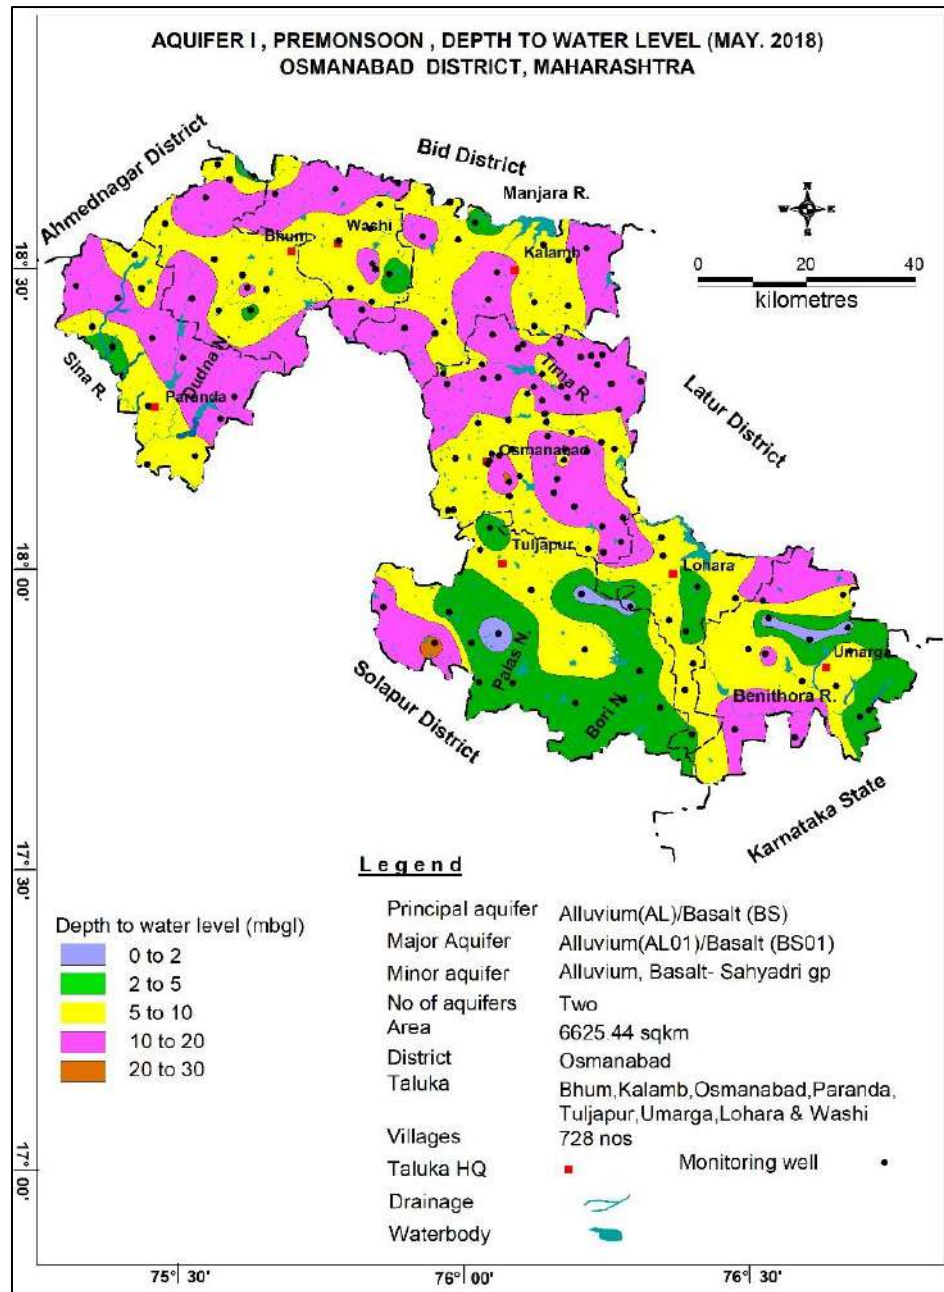 AQUIFER I , PREMONSOON , DEPTH TO WATER LEVEL (MAY. 2018)
OSMANABAD DISTRICT, MAHARASHTRA
Ahmednagar District
Bid District
Manjara R.
N
W E
S
Bhum
Washi
Kalamb
18° 30'
0 20 40
kilometres
Sina R.
Dudna N.
Paranda
Tirna R.
Latur District
Osmanabad
18° 00'
Tuljapur
Lohara
Solapur District
Palas N.
Bori N.
Umarga
Benithora R.
Karnataka State
17° 30'
Legend
Principal aquifer Alluvium(AL)/Basalt (BS)
Major Aquifer Alluvium(AL01)/Basalt (BS01)
Minor aquifer Alluvium, Basalt- Sahyadri gp
No of aquifers Two
Area 6625.44 sqkm
District Osmanabad
Taluka Bhum,Kalamb,Osmanabad,Paranda,
Tuljapur,Umarga,Lohara & Washi
Villages 728 nos
Taluka HQ Monitoring well
Drainage
Waterbody
Depth to water level (mbgl)
0 to 2
2 to 5
5 to 10
10 to 20
20 to 30
17° 00'
75° 30' 76° 00' 76° 30'